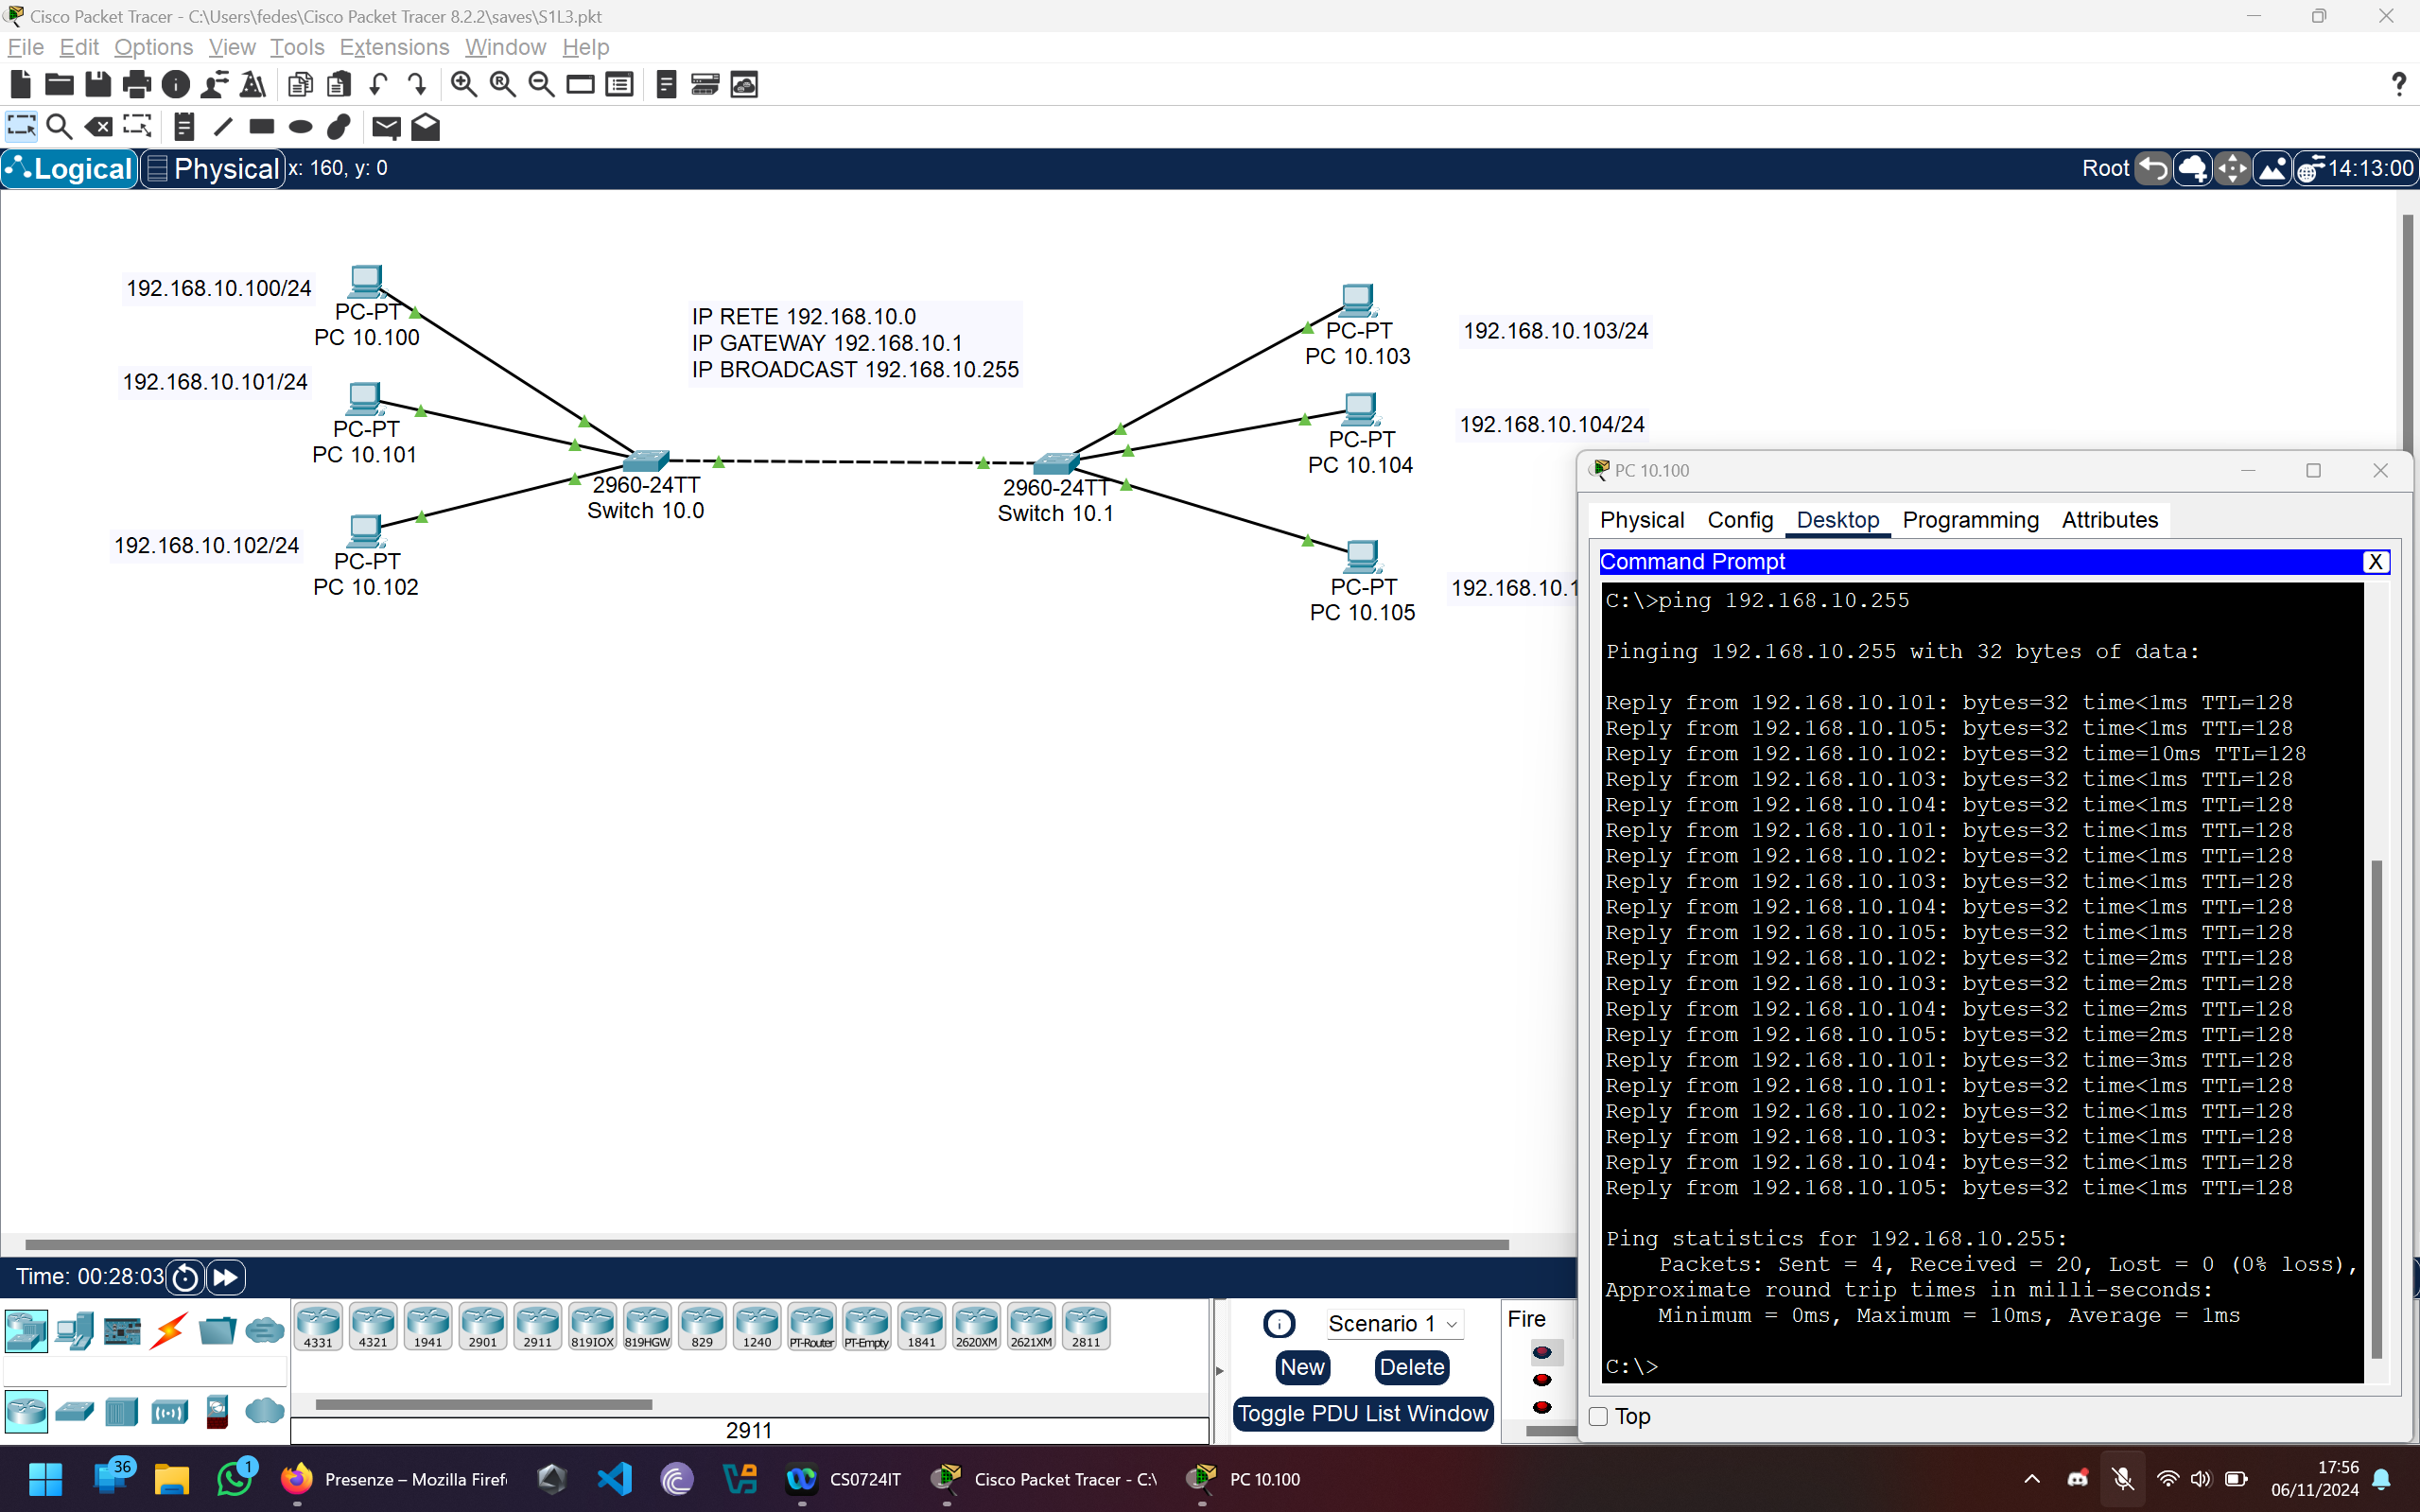 Cisco Packet Tracer - C:\Users\fedes\Cisco Packet Tracer 8.2.2\saves\S1L3.pkt
File Edit Options View Tools Extensions Window Help
Logical Physical x: 160, y: 0 Root 14:13:00
192.168.10.100/24
PC-PT
PC 10.100
192.168.10.101/24
PC-PT
PC 10.101
192.168.10.102/24
PC-PT
PC 10.102
IP RETE 192.168.10.0
IP GATEWAY 192.168.10.1
IP BROADCAST 192.168.10.255
2960-24TT
Switch 10.0
2960-24TT
Switch 10.1
PC-PT
PC 10.103
192.168.10.103/24
PC-PT
PC 10.104
192.168.10.104/24
PC-PT
PC 10.105
192.168.10.1
PC 10.100
Physical Config Desktop Programming Attributes
Command Prompt X
C:\>ping 192.168.10.255
Pinging 192.168.10.255 with 32 bytes of data:
Reply from 192.168.10.101: bytes=32 time<1ms TTL=128
Reply from 192.168.10.105: bytes=32 time<1ms TTL=128
Reply from 192.168.10.102: bytes=32 time=10ms TTL=128
Reply from 192.168.10.103: bytes=32 time<1ms TTL=128
Reply from 192.168.10.104: bytes=32 time<1ms TTL=128
Reply from 192.168.10.101: bytes=32 time<1ms TTL=128
Reply from 192.168.10.102: bytes=32 time<1ms TTL=128
Reply from 192.168.10.103: bytes=32 time<1ms TTL=128
Reply from 192.168.10.104: bytes=32 time<1ms TTL=128
Reply from 192.168.10.105: bytes=32 time<1ms TTL=128
Reply from 192.168.10.102: bytes=32 time=2ms TTL=128
Reply from 192.168.10.103: bytes=32 time=2ms TTL=128
Reply from 192.168.10.104: bytes=32 time=2ms TTL=128
Reply from 192.168.10.105: bytes=32 time=2ms TTL=128
Reply from 192.168.10.101: bytes=32 time=3ms TTL=128
Reply from 192.168.10.101: bytes=32 time<1ms TTL=128
Reply from 192.168.10.102: bytes=32 time<1ms TTL=128
Reply from 192.168.10.103: bytes=32 time<1ms TTL=128
Reply from 192.168.10.104: bytes=32 time<1ms TTL=128
Reply from 192.168.10.105: bytes=32 time<1ms TTL=128
Ping statistics for 192.168.10.255:
Packets: Sent = 4, Received = 20, Lost = 0 (0% loss),
Approximate round trip times in milli-seconds:
Minimum = 0ms, Maximum = 10ms, Average = 1ms
C:\>
Top
Time: 00:28:03
4331 4321 1941 2901 2911 819IOX 819HGW 829 1240 PT-Router PT-Empty 1841 2620XM 2621XM 2811
2911
Scenario 1
New Delete
Toggle PDU List Window
Fire
36
1
Presenze – Mozilla Firef
CS0724IT
Cisco Packet Tracer - C:\
PC 10.100
17:56
06/11/2024